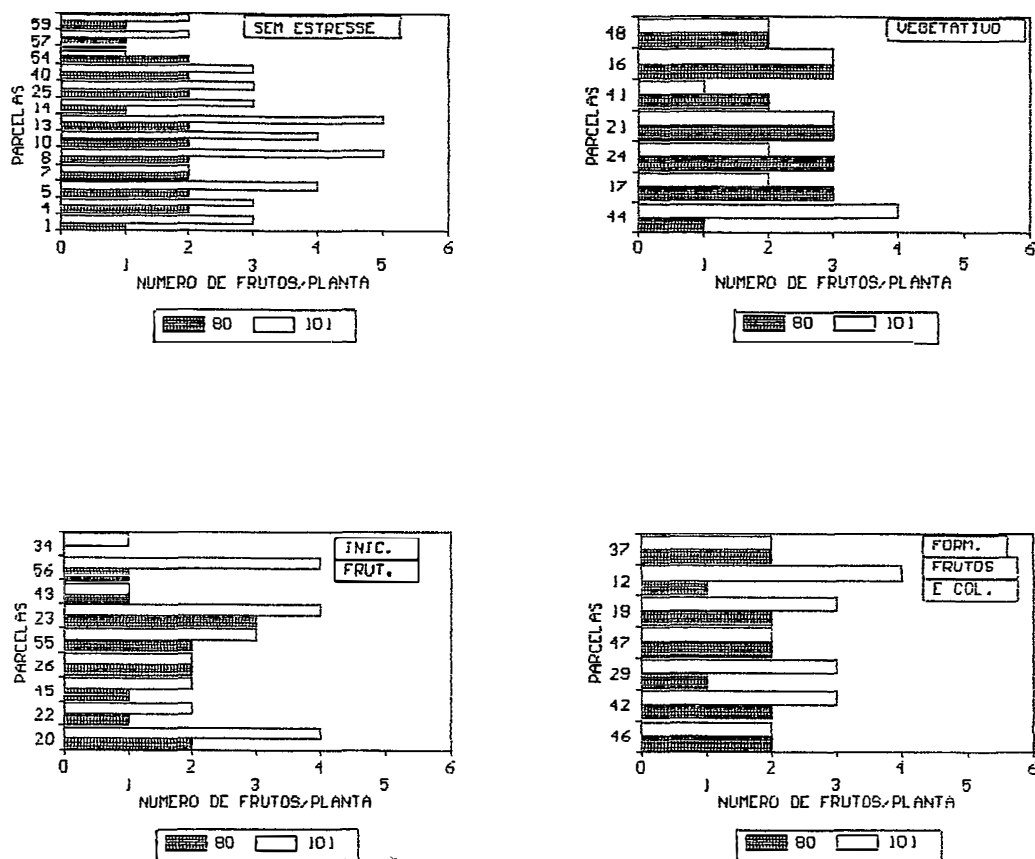 SEM ESTRESSE
PARCELAS
59
57
54
40
25
14
13
10
8
7
5
4
1
0 2 3 4 6
1 3 5
NUMERO DE FRUTOS/PLANTA
80 101
VEGETATIVO
PARCELAS
48
16
41
21
24
17
44
0 1 2 3 4 5 6
NUMERO DE FRUTOS/PLANTA
80 101
INIC.
FRUT.
PARCELAS
34
56
43
23
55
26
15
22
20
0 2 3 4 6
1 3 5
NUMERO DE FRUTOS/PLANTA
80 101
FORM.
FRUTOS
E COL.
PARCELAS
37
12
19
47
29
42
46
0 2 4 6
1 3 5
NUMERO DE FRUTOS/PLANTA
80 101